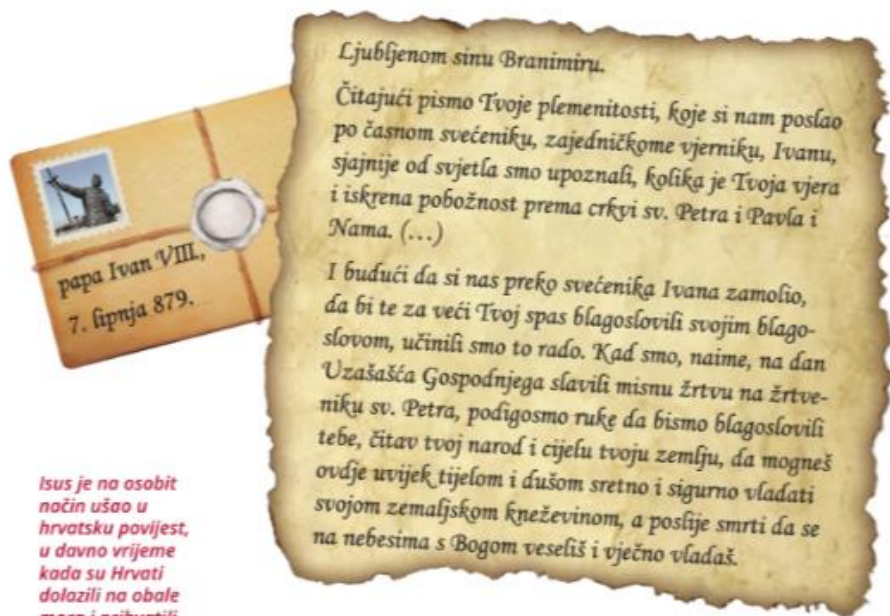 Ljubljenom sinu Branimiru.
Čitajući pismo Tvoje plemenitosti, koje si nam poslao
po časnom svećeniku, zajedničkome vjerniku, Ivanu,
sjajnije od svjetla smo upoznali, kolika je Tvoja vjera
i iskrena pobožnost prema crkvi sv. Petra i Pavla i
Nama. (…)
I budući da si nas preko svećenika Ivana zamolio,
da bi te za veći Tvoj spas blagoslovili svojim blago-
slovom, učinili smo to rado. Kad smo, naime, na dan
Uzašašća Gospodnjega slavili misnu žrtvu na žrtve-
niku sv. Petra, podigosmo ruke da bismo blagoslovili
tebe, čitav tvoj narod i cijelu tvoju zemlju, da mogneš
ovdje uvijek tijelom i dušom sretno i sigurno vladati
svojom zemaljskom kneževinom, a poslije smrti da se
na nebesima s Bogom veseliš i vječno vladaš.
papa Ivan VIII.,
7. lipnja 879.
Isus je na osobit
način ušao u
hrvatsku povijest,
u davno vrijeme
kada su Hrvati
dolazili na obale